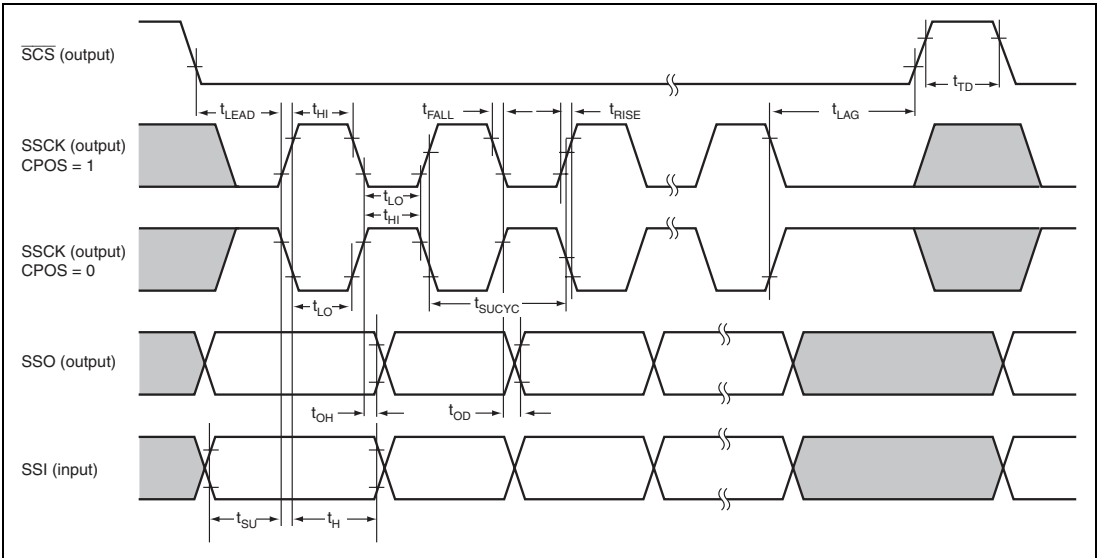 S̅C̅S̅ (output)
tTD
tLEAD
tHI
tFALL
tRISE
tLAG
SSCK (output)
CPOS = 1
tLO
tHI
SSCK (output)
CPOS = 0
tLO
tSUCYC
SSO (output)
tOH
tOD
SSI (input)
tSU
tH